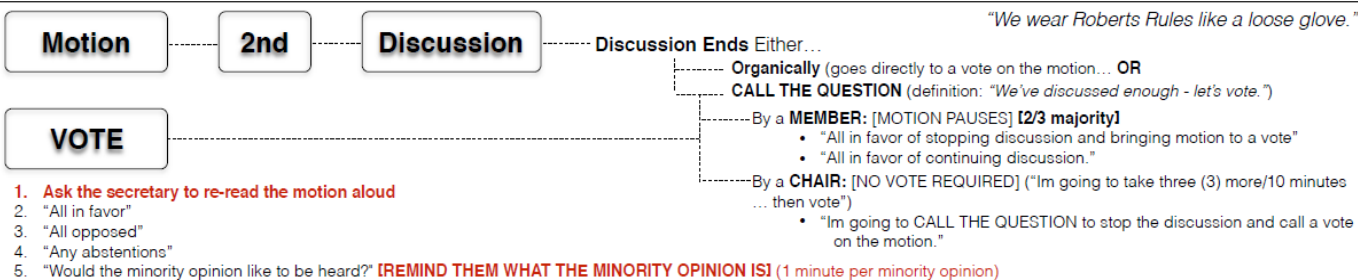 "We wear Roberts Rules like a loose glove."
Motion
2nd
Discussion
Discussion Ends Either…
Organically (goes directly to a vote on the motion… OR
CALL THE QUESTION (definition: "We've discussed enough - let's vote.")
By a MEMBER: [MOTION PAUSES] [2/3 majority]
• "All in favor of stopping discussion and bringing motion to a vote"
• "All in favor of continuing discussion."
By a CHAIR: [NO VOTE REQUIRED] ("Im going to take three (3) more/10 minutes
… then vote")
• "Im going to CALL THE QUESTION to stop the discussion and call a vote
on the motion."
VOTE
1. Ask the secretary to re-read the motion aloud
2. "All in favor"
3. "All opposed"
4. "Any abstentions"
5. "Would the minority opinion like to be heard?" [REMIND THEM WHAT THE MINORITY OPINION IS] (1 minute per minority opinion)